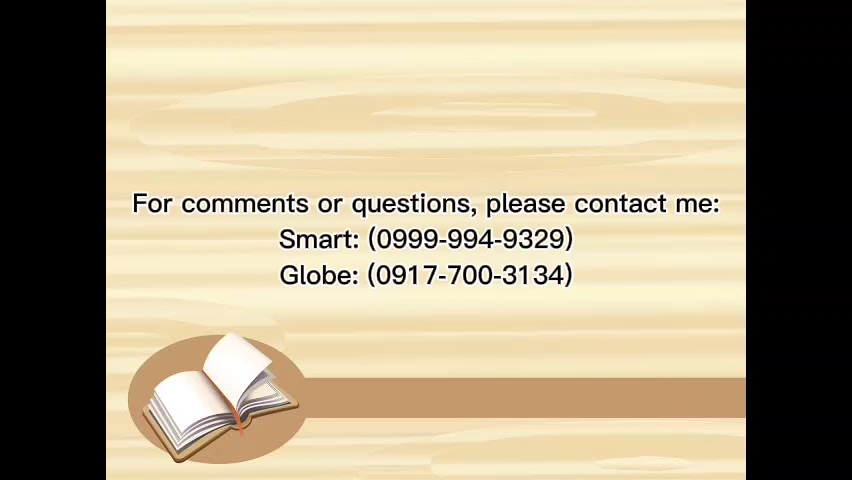 For comments or questions, please contact me:
Smart: (0999-994-9329)
Globe: (0917-700-3134)